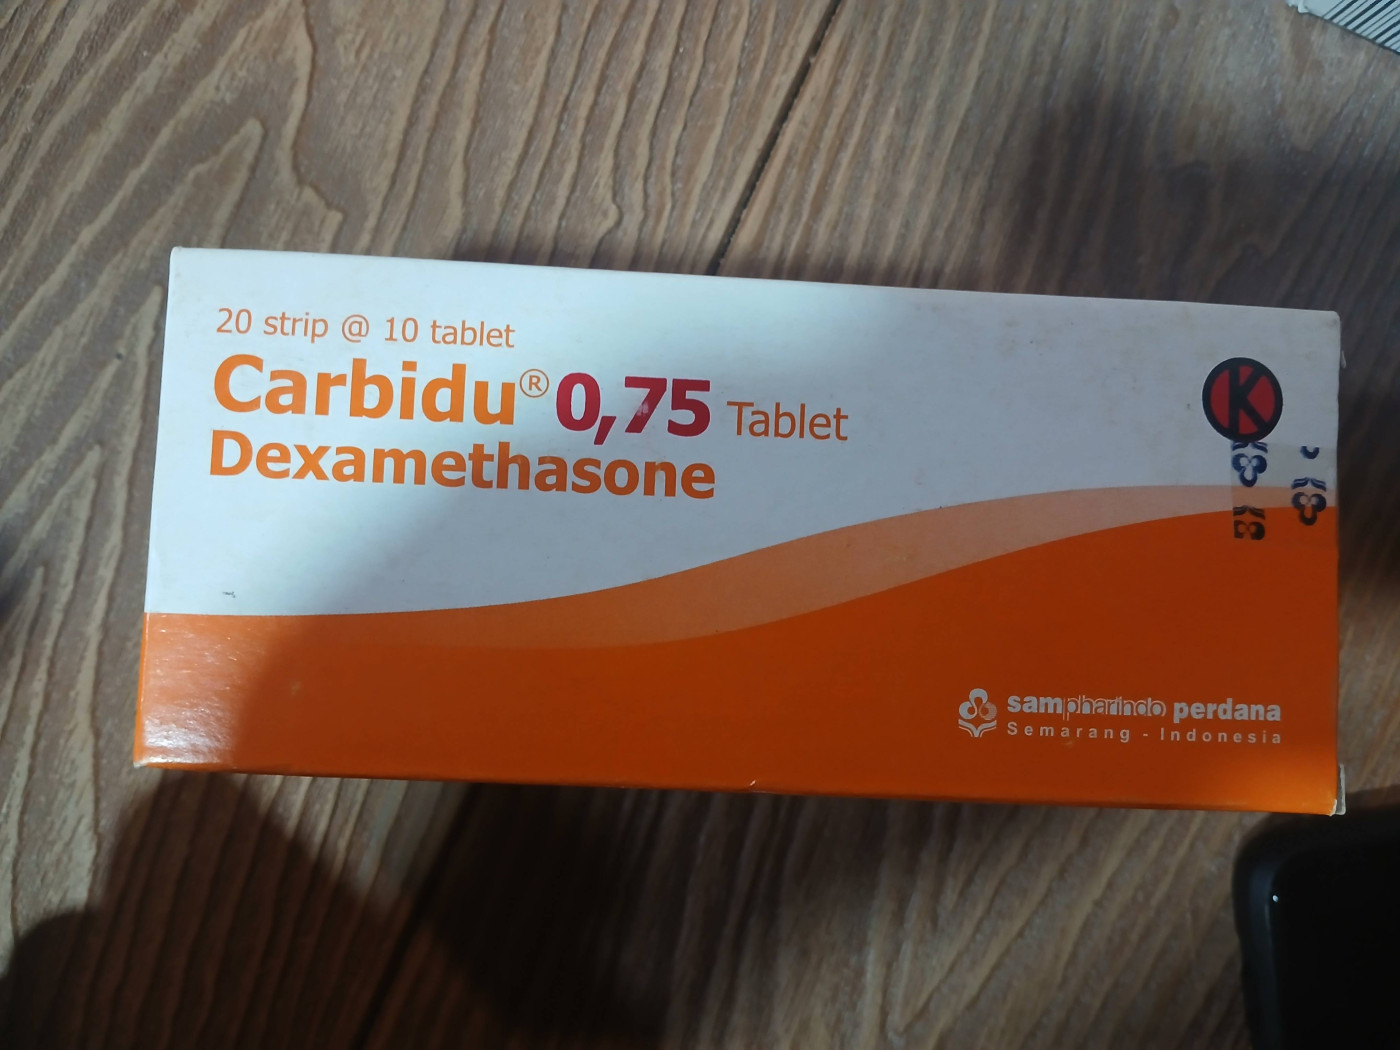 20 strip @ 10 tablet
Carbidu® 0,75 Tablet
Dexamethasone
K
sampharindo perdana
Semarang - Indonesia